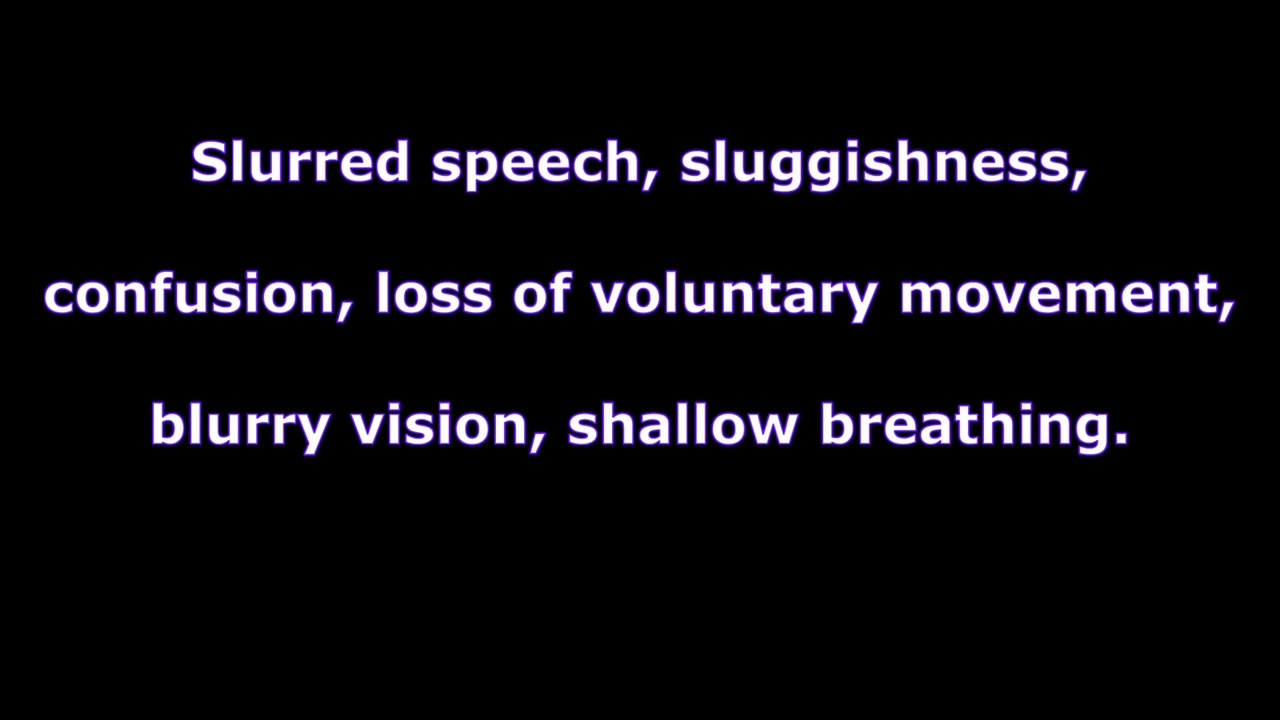 Slurred speech, sluggishness,
confusion, loss of voluntary movement,
blurry vision, shallow breathing.